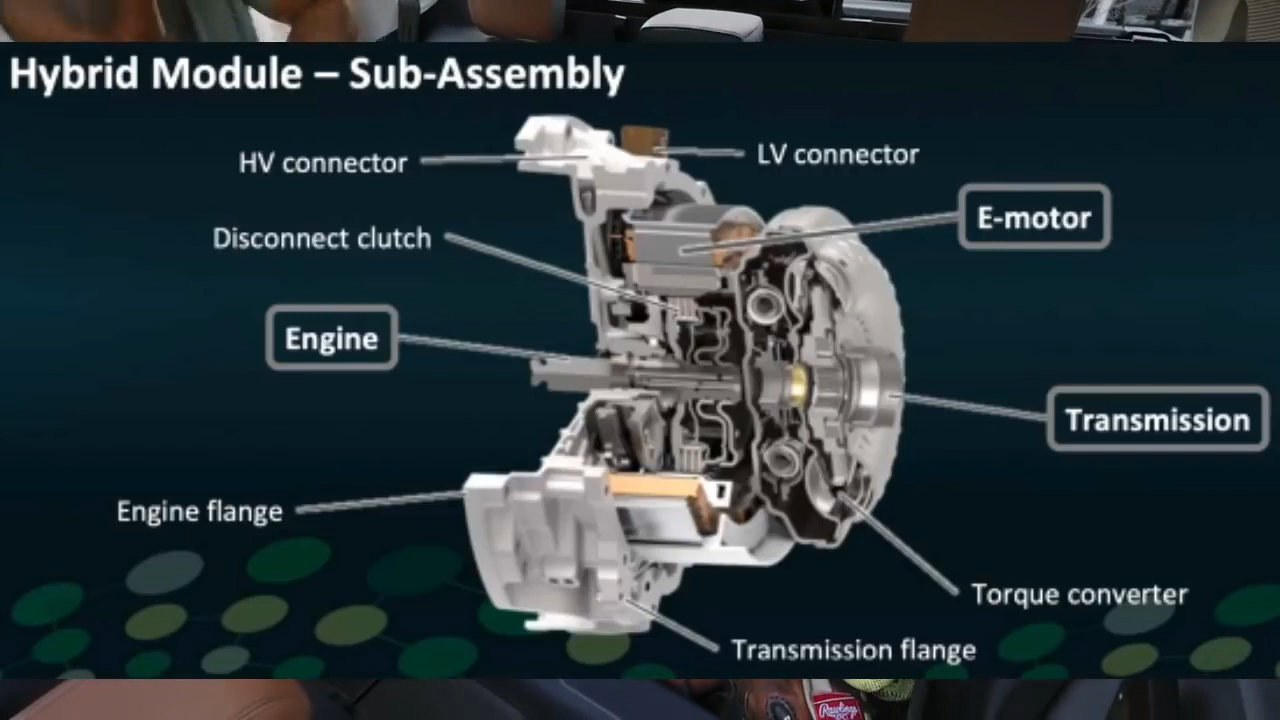 Hybrid Module – Sub-Assembly
HV connector
LV connector
E-motor
Disconnect clutch
Engine
Transmission
Engine flange
Torque converter
Transmission flange
Rawlings